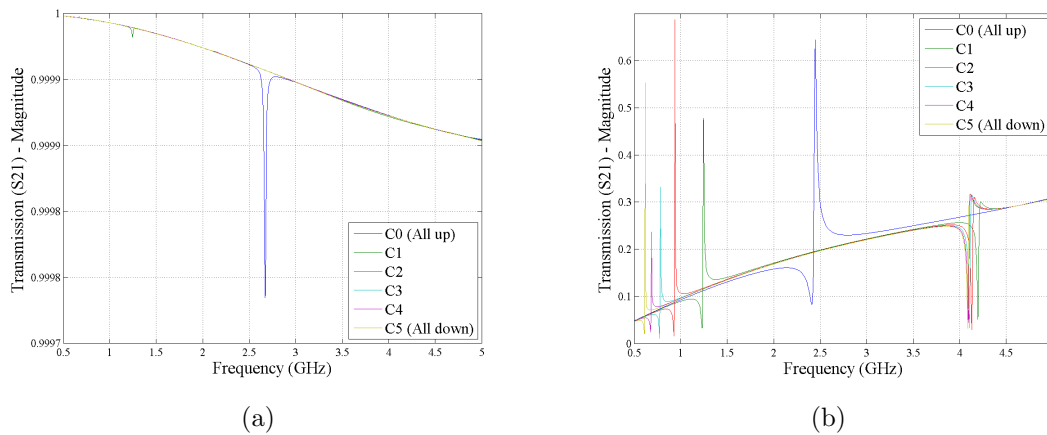 Transmission (S21) - Magnitude
1
0.9999
0.9999
0.9998
0.9998
0.9997
0.5
1
1.5
2
2.5
3
3.5
4
4.5
5
Frequency (GHz)
C0 (All up)
C1
C2
C3
C4
C5 (All down)
(a)
Transmission (S21) - Magnitude
0.6
0.5
0.4
0.3
0.2
0.1
0
0.5
1
1.5
2
2.5
3
3.5
4
4.5
Frequency (GHz)
C0 (All up)
C1
C2
C3
C4
C5 (All down)
(b)